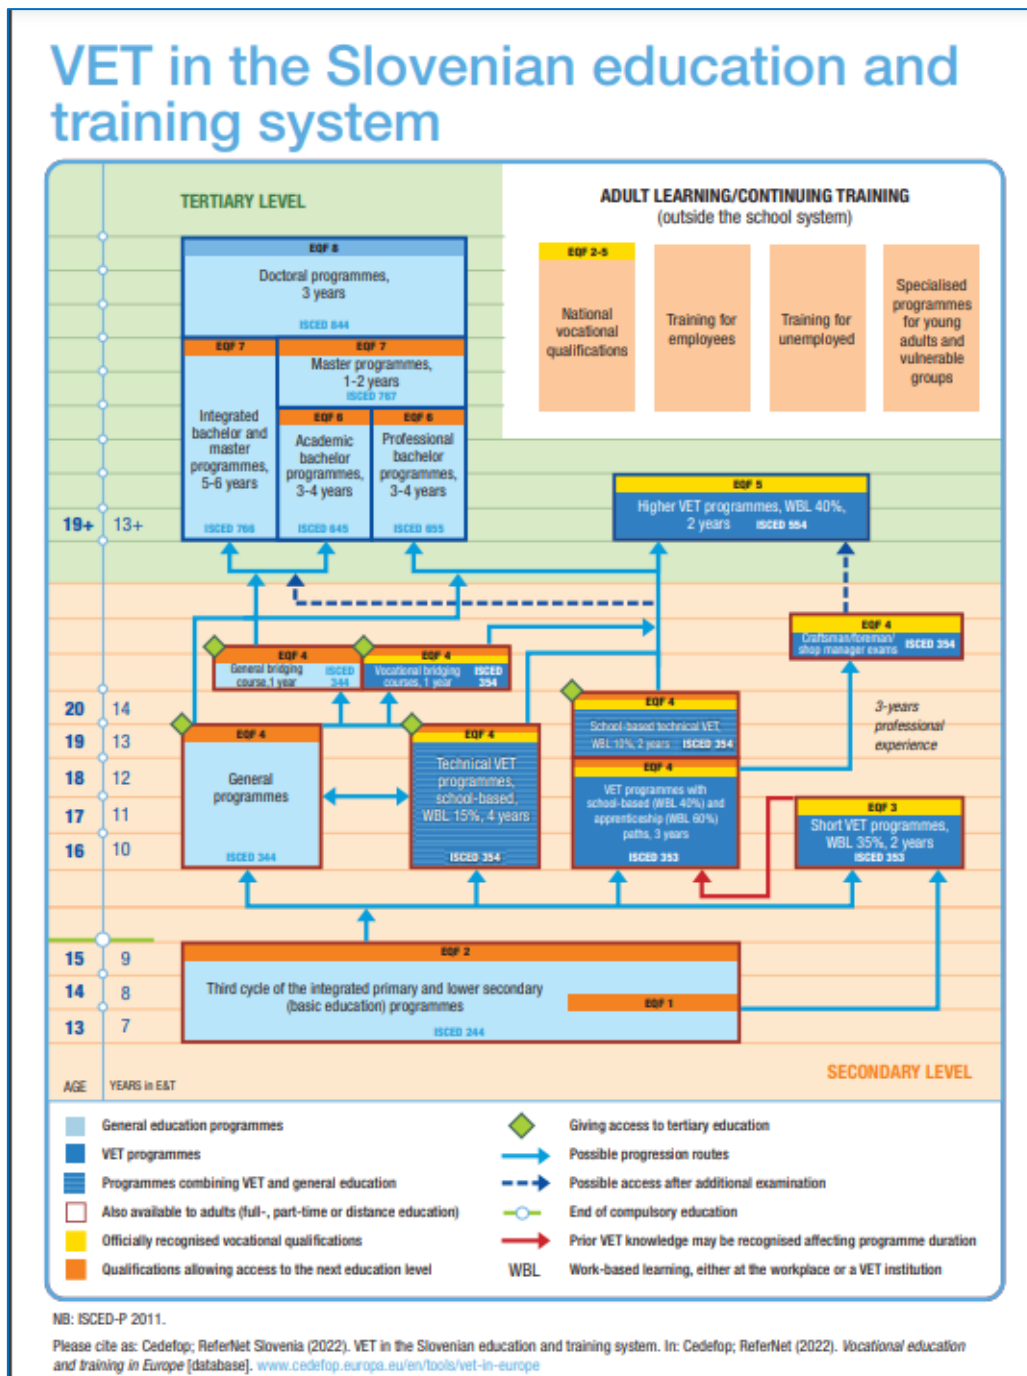 VET in the Slovenian education and
training system
TERTIARY LEVEL
ADULT LEARNING/CONTINUING TRAINING
(outside the school system)
EQF 2-5
National
vocational
qualifications
Training for
employees
Training for
unemployed
Specialised
programmes
for young
adults and
vulnerable
groups
EQF 8
Doctoral programmes,
3 years
ISCED 844
EQF 7
Integrated
bachelor and
master
programmes,
5-6 years
ISCED 766
EQF 7
Master programmes,
1-2 years
ISCED 767
EQF 6
Academic
bachelor
programmes,
3-4 years
ISCED 645
EQF 6
Professional
bachelor
programmes,
3-4 years
ISCED 655
EQF 5
Higher VET programmes, WBL 40%,
2 years ISCED 554
19+ 13+
EQF 4
General bridging
course,1 year
ISCED
344
EQF 4
Vocational bridging
courses, 1 year
ISCED
354
EQF 4
Craftsman/foreman/
shop manager exams
ISCED 354
3-years
professional
experience
20 14
19 13
18 12
17 11
16 10
EQF 4
General
programmes
ISCED 344
EQF 4
Technical VET
programmes,
school-based,
WBL 15%, 4 years
ISCED 354
EQF 4
School-based technical VET,
WBL 10%, 2 years ISCED 354
EQF 4
VET programmes with
school-based (WBL 40%) and
apprenticeship (WBL 60%)
paths, 3 years
ISCED 353
EQF 3
Short VET programmes,
WBL 35%, 2 years
ISCED 353
15 9
14 8
13 7
EQF 2
Third cycle of the integrated primary and lower secondary
(basic education) programmes
EQF 1
ISCED 244
SECONDARY LEVEL
AGE YEARS in E&T
General education programmes
VET programmes
Programmes combining VET and general education
Also available to adults (full-, part-time or distance education)
Officially recognised vocational qualifications
Qualifications allowing access to the next education level
Giving access to tertiary education
Possible progression routes
Possible access after additional examination
End of compulsory education
Prior VET knowledge may be recognised affecting programme duration
WBL Work-based learning, either at the workplace or a VET institution
NB: ISCED-P 2011.
Please cite as: Cedefop; ReferNet Slovenia (2022). VET in the Slovenian education and training system. In: Cedefop; ReferNet (2022). Vocational education
and training in Europe [database]. www.cedefop.europa.eu/en/tools/vet-in-europe